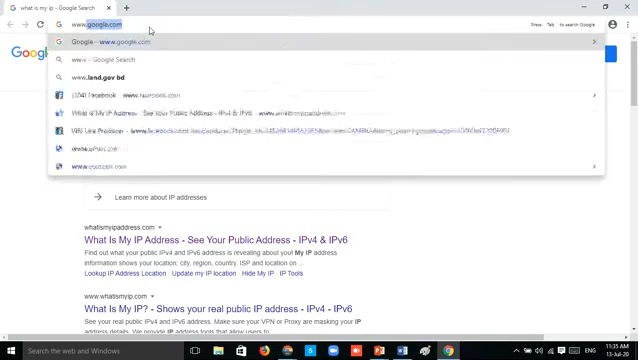 what is my ip - Google Search
www.google.com
Press Tab to search Google
Google - www.google.com
www - Google Search
www.land.gov bd
Facebook
What is My IP Address - See Your Public Address - IPv4 & IPv6
Learn more about IP addresses
whatismyipaddress.com
What Is My IP Address - See Your Public Address - IPv4 & IPv6
Find out what your public IPv4 and IPv6 address is revealing about you! My IP
address information shows your location; city, region, country, ISP and location on ...
Lookup IP Address Location · Update my IP location · Hide My IP · IP Tools
www.whatismyip.com
What Is My IP? - Shows your real public IP address - IPv4 - IPv6
See your real public IPv4 and IPv6 address. Make sure your VPN or Proxy are masking your IP
address details. We provide IP tools that allow users to
Search the web and Windows
ENG
11:35 AM
13-Jul-20